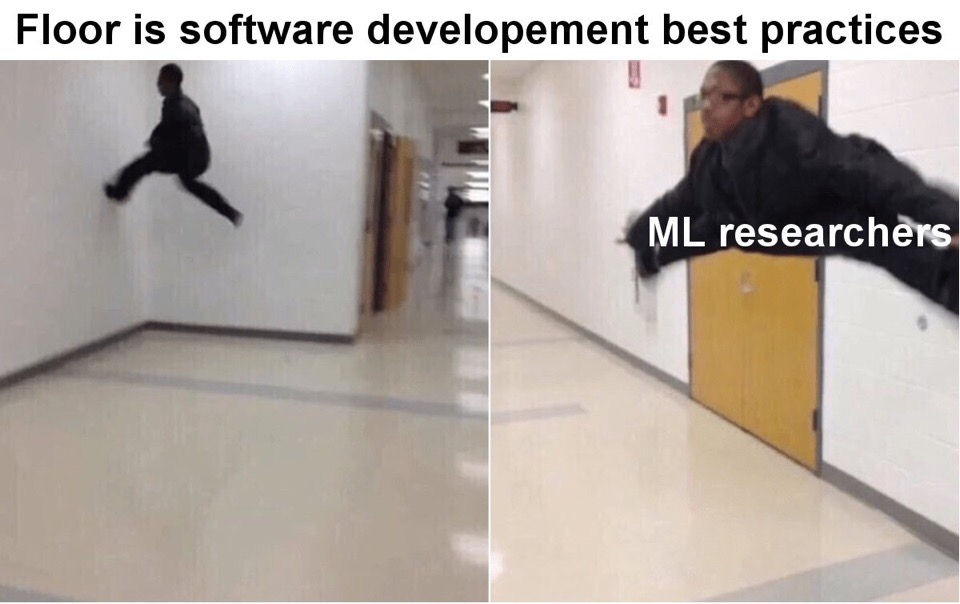 Floor is software developement best practices
ML researchers